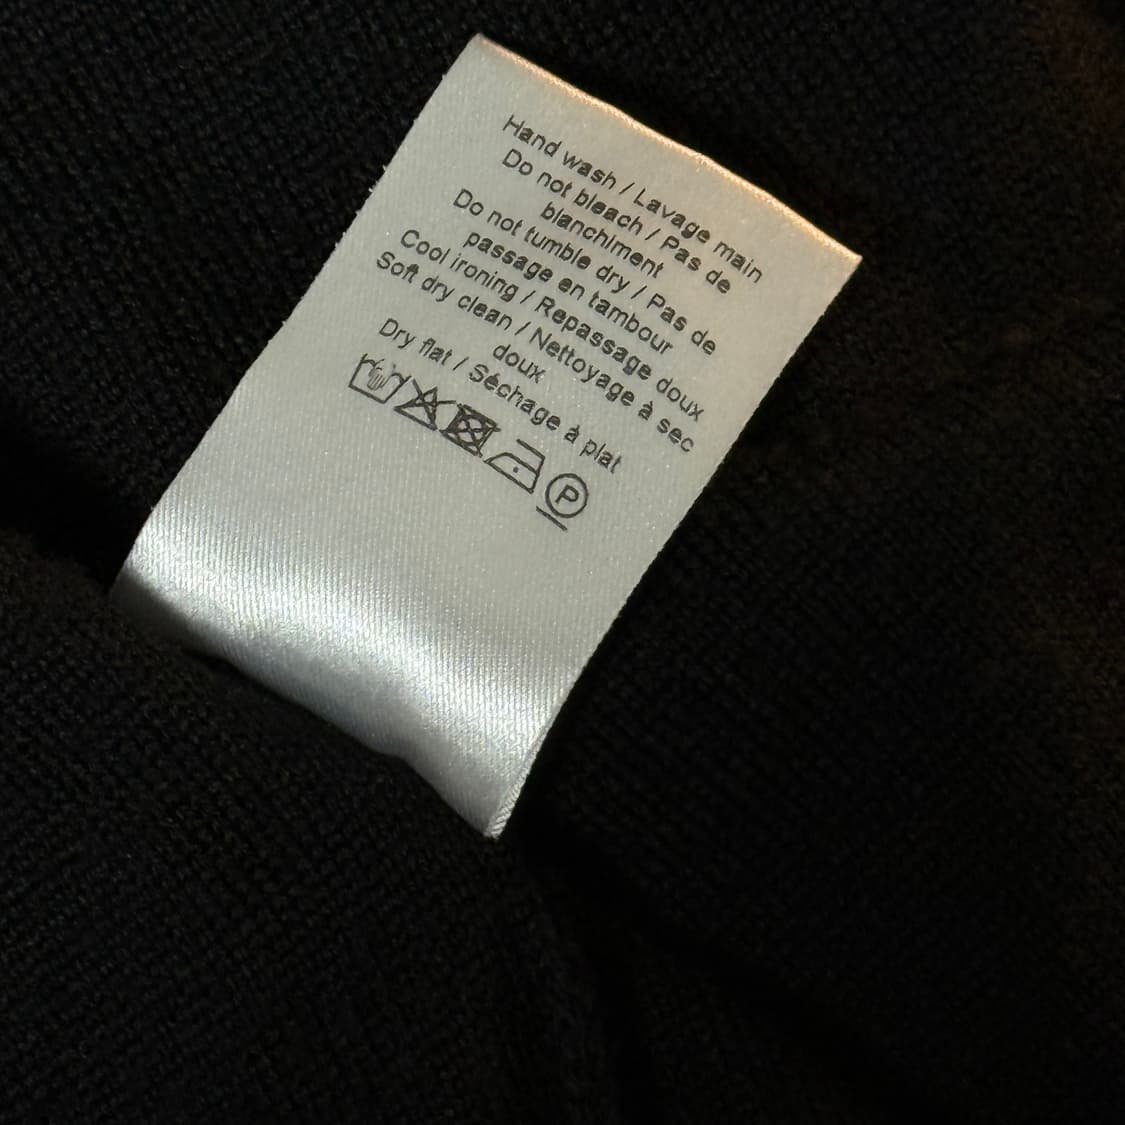 Hand wash / Lavage main
Do not bleach / Pas de
blanchiment
Do not tumble dry / Pas de
passage en tambour
Cool ironing / Repassage doux
Soft dry clean / Nettoyage à sec
doux
Dry flat / Séchage à plat
P